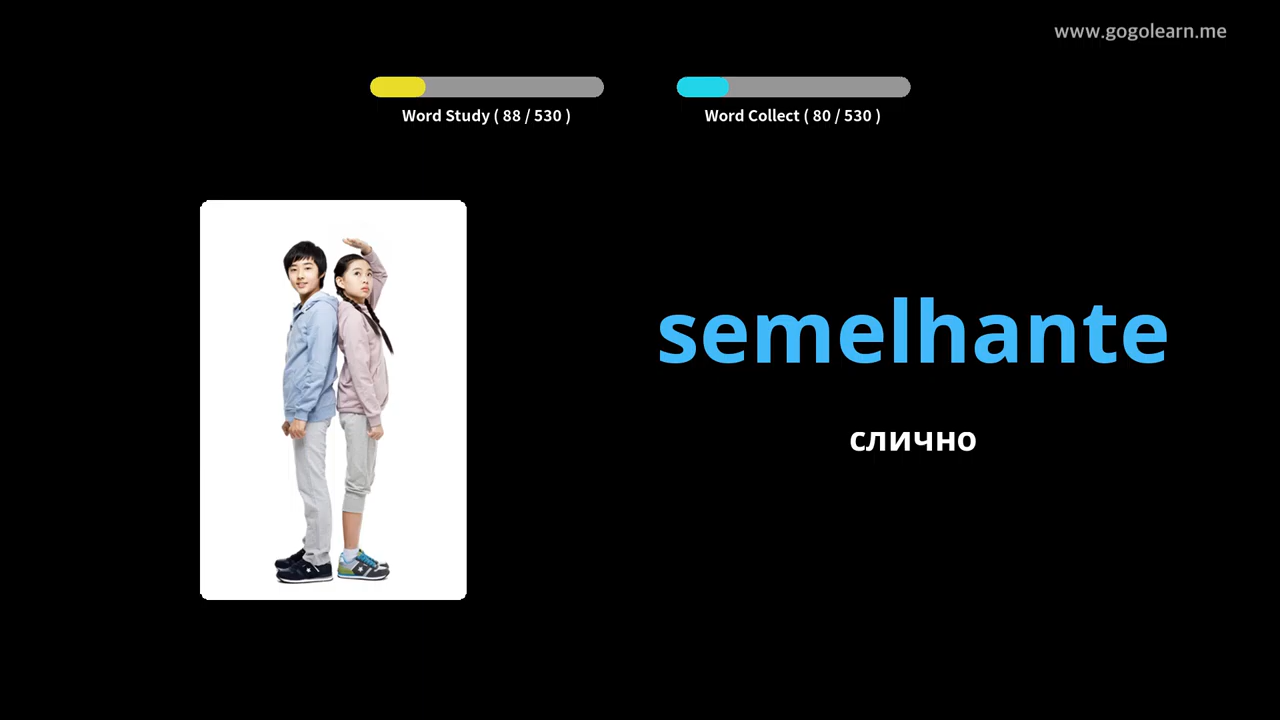 www.gogolearn.me
Word Study ( 88 / 530 )
Word Collect ( 80 / 530 )
semelhante
слично